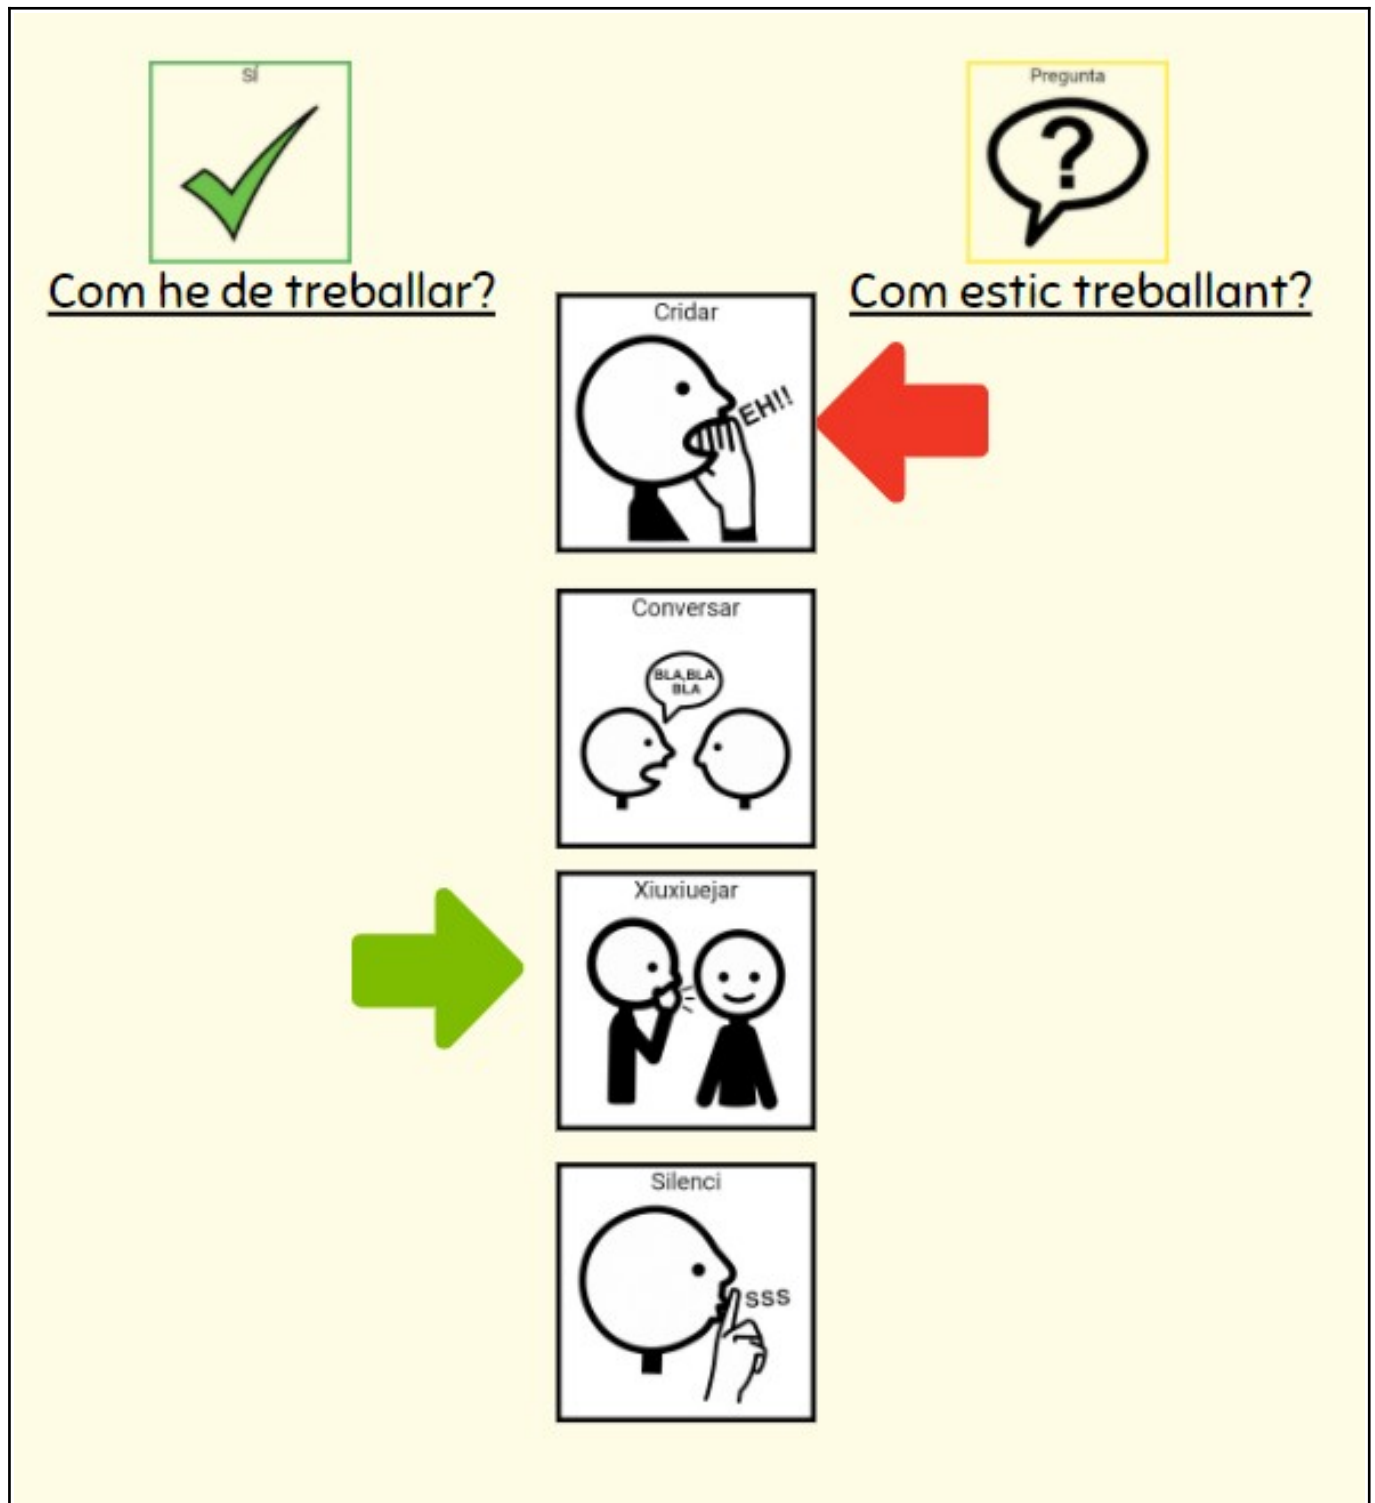 SÍ
Pregunta
Com he de treballar?
Com estic treballant?
Cridar
EH!!
Conversar
BLA,BLA
BLA
Xiuxiuejar
Silenci
SSS